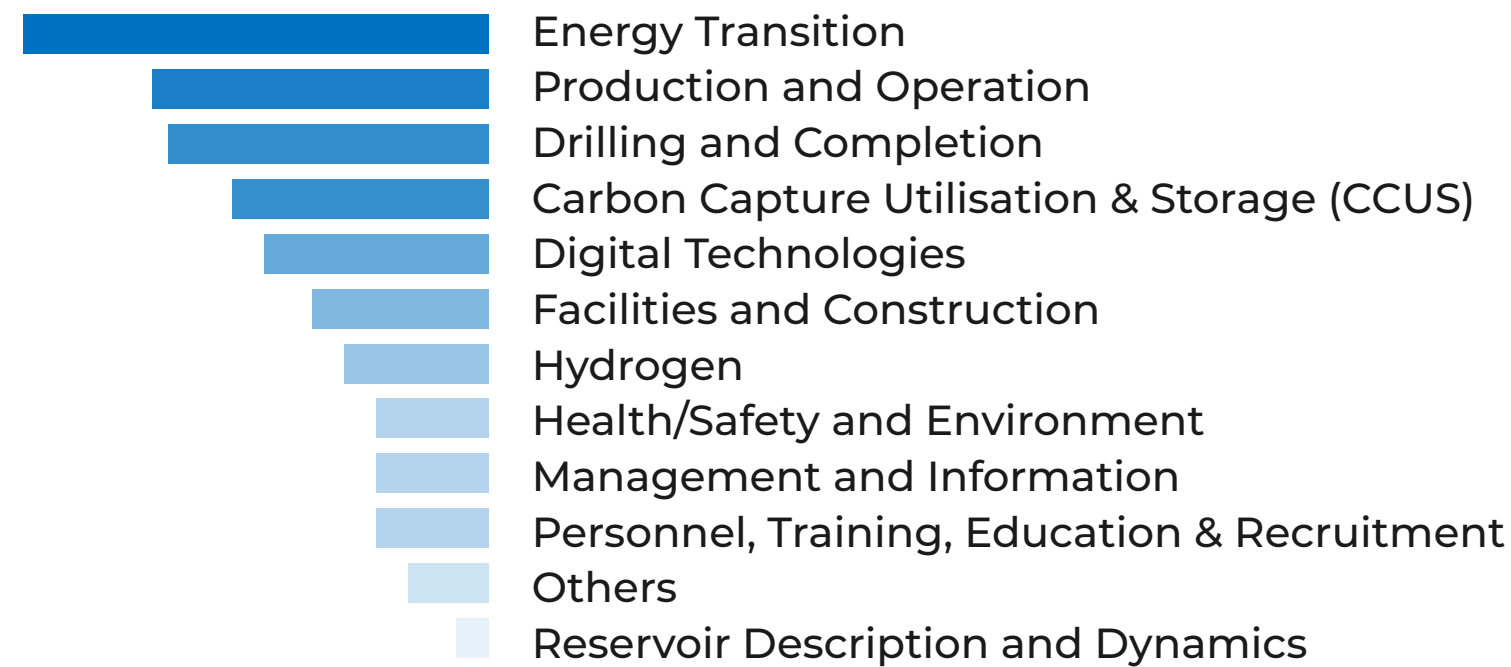 Energy Transition
Production and Operation
Drilling and Completion
Carbon Capture Utilisation & Storage (CCUS)
Digital Technologies
Facilities and Construction
Hydrogen
Health/Safety and Environment
Management and Information
Personnel, Training, Education & Recruitment
Others
Reservoir Description and Dynamics